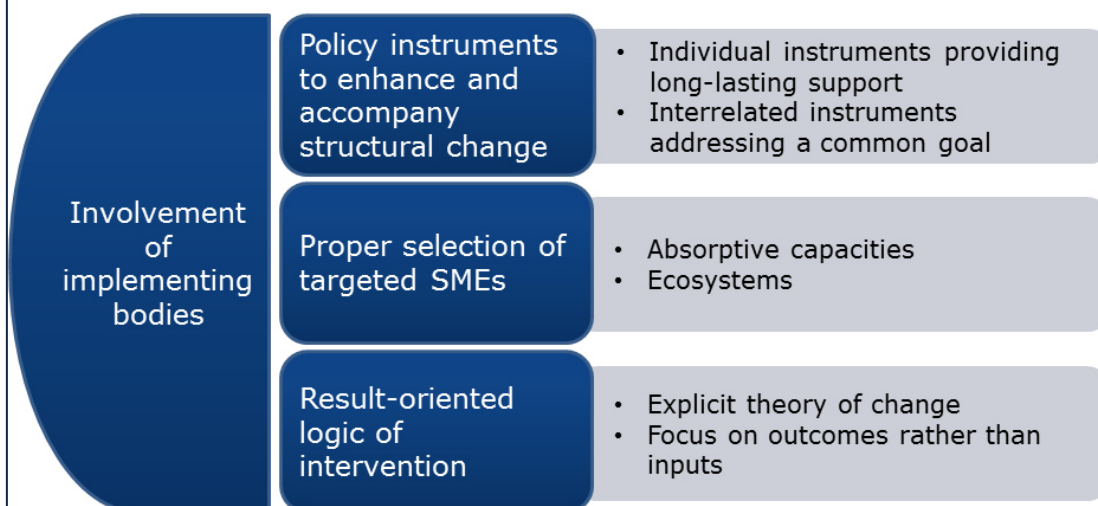 Involvement
of
implementing
bodies
Policy instruments
to enhance and
accompany
structural change
• Individual instruments providing
long-lasting support
• Interrelated instruments
addressing a common goal
Proper selection of
targeted SMEs
• Absorptive capacities
• Ecosystems
Result-oriented
logic of
intervention
• Explicit theory of change
• Focus on outcomes rather than
inputs